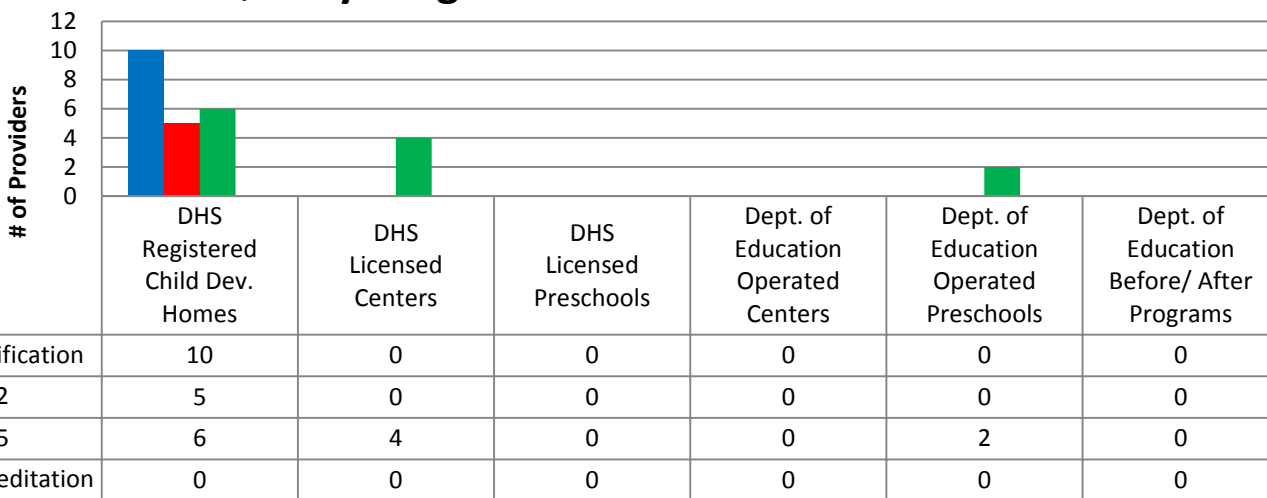 12
10
8
6
4
2
0
# of Providers
DHS
Registered
Child Dev.
Homes
DHS
Licensed
Centers
DHS
Licensed
Preschools
Dept. of
Education
Operated
Centers
Dept. of
Education
Operated
Preschools
Dept. of
Education
Before/ After
Programs
ification 10 0 0 0 0 0
2 5 0 0 0 0 0
5 6 4 0 0 2 0
editation 0 0 0 0 0 0